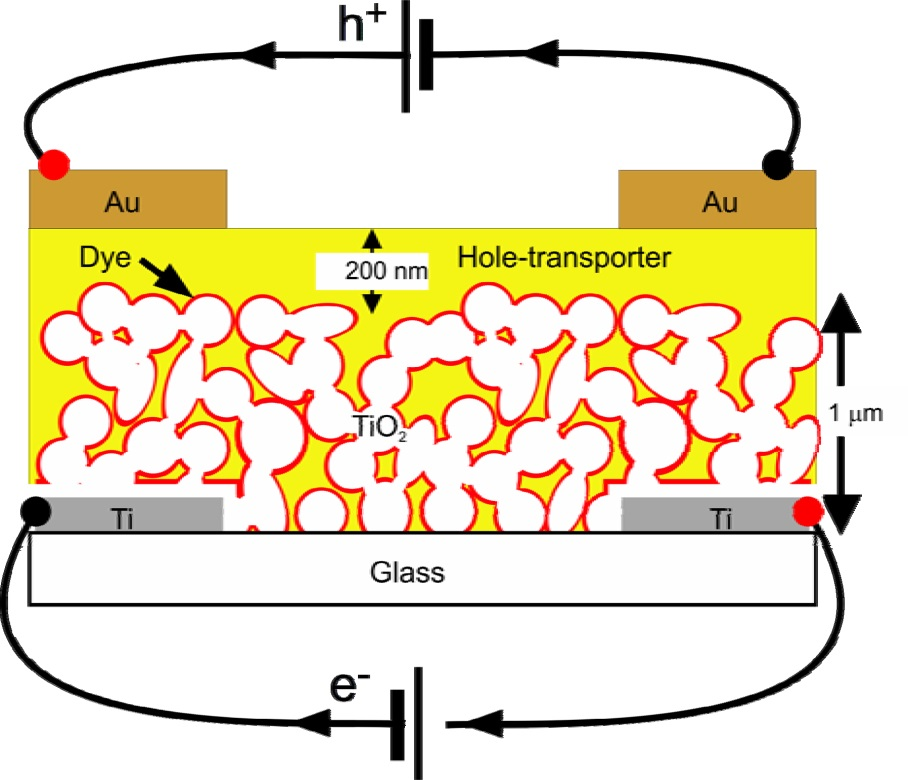 h⁺
Au
Au
Dye
200 nm
Hole-transporter
TiO₂
1 μm
Ti
Ti
Glass
e⁻